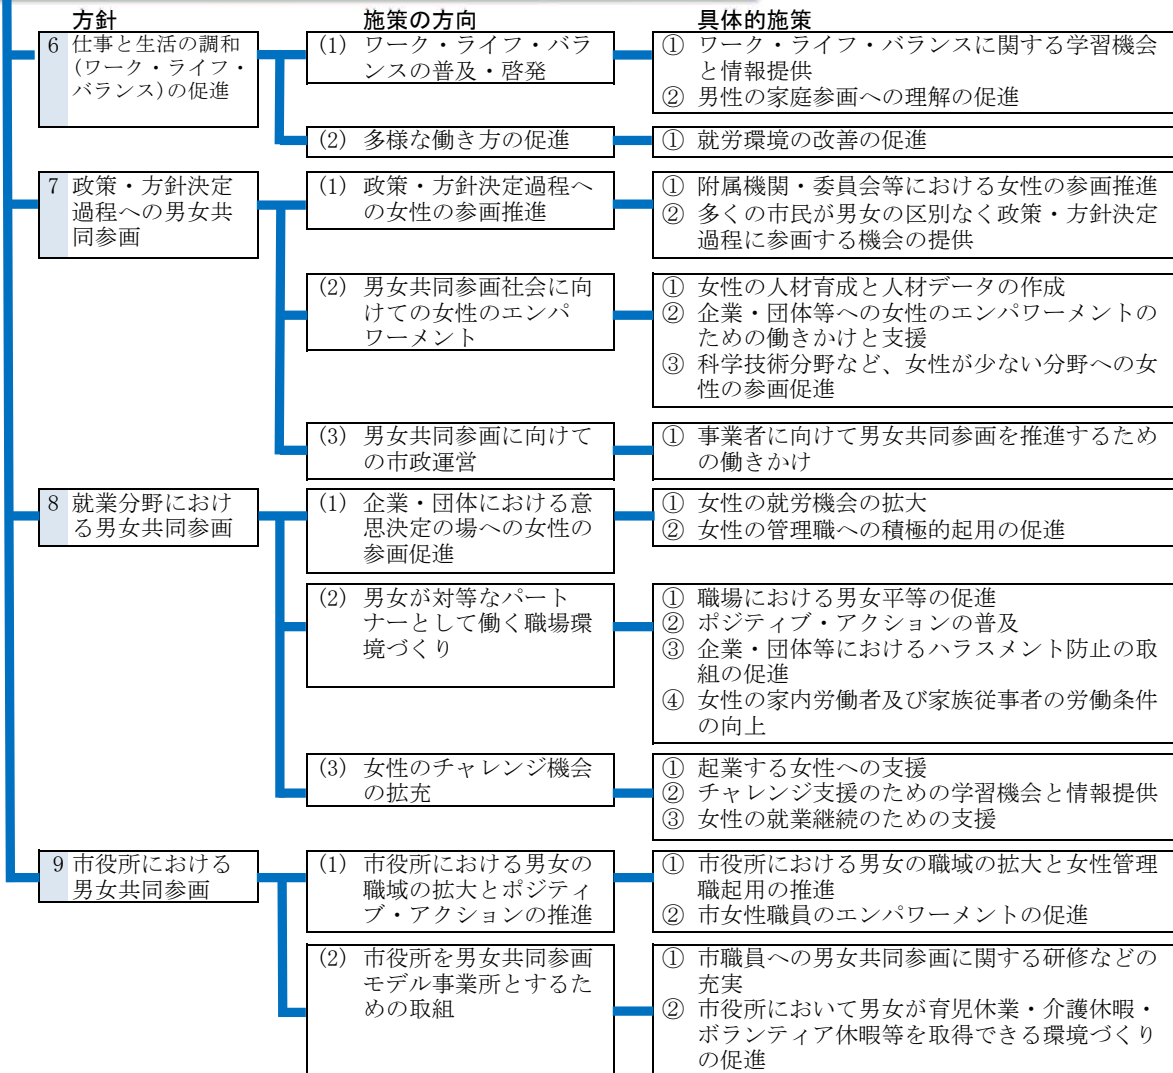 方針 施策の方向 具体的施策
6 仕事と生活の調和
(ワーク・ライフ・
バランス)の促進
(1) ワーク・ライフ・バラ
ンスの普及・啓発
① ワーク・ライフ・バランスに関する学習機会
と情報提供
② 男性の家庭参画への理解の促進
(2) 多様な働き方の促進
① 就労環境の改善の促進
7 政策・方針決定
過程への男女共
同参画
(1) 政策・方針決定過程へ
の女性の参画推進
① 附属機関・委員会等における女性の参画推進
② 多くの市民が男女の区別なく政策・方針決定
過程に参画する機会の提供
(2) 男女共同参画社会に向
けての女性のエンパ
ワーメント
① 女性の人材育成と人材データの作成
② 企業・団体等への女性のエンパワーメントの
ための働きかけと支援
③ 科学技術分野など、女性が少ない分野への女
性の参画促進
(3) 男女共同参画に向けて
の市政運営
① 事業者に向けて男女共同参画を推進するため
の働きかけ
8 就業分野におけ
る男女共同参画
(1) 企業・団体における意
思決定の場への女性の
参画促進
① 女性の就労機会の拡大
② 女性の管理職への積極的起用の促進
(2) 男女が対等なパート
ナーとして働く職場環
境づくり
① 職場における男女平等の促進
② ポジティブ・アクションの普及
③ 企業・団体等におけるハラスメント防止の取
組の促進
④ 女性の家内労働者及び家族従事者の労働条件
の向上
(3) 女性のチャレンジ機会
の拡充
① 起業する女性への支援
② チャレンジ支援のための学習機会と情報提供
③ 女性の就業継続のための支援
9 市役所における
男女共同参画
(1) 市役所における男女の
職域の拡大とポジティ
ブ・アクションの推進
① 市役所における男女の職域の拡大と女性管理
職起用の推進
② 市女性職員のエンパワーメントの促進
(2) 市役所を男女共同参画
モデル事業所とするた
めの取組
① 市職員への男女共同参画に関する研修などの
充実
② 市役所において男女が育児休業・介護休暇・
ボランティア休暇等を取得できる環境づくり
の促進